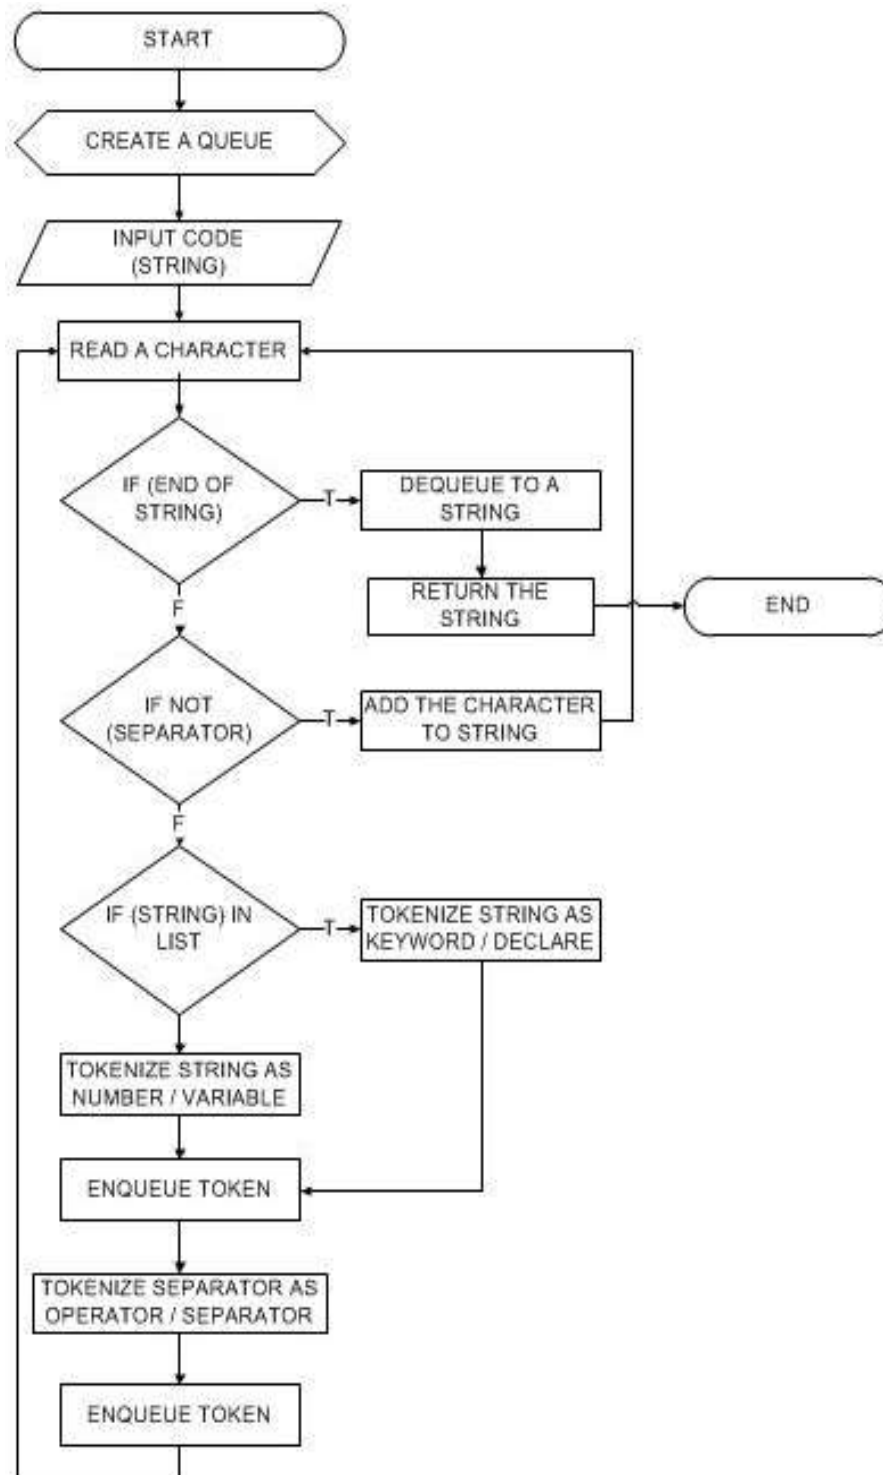 START
CREATE A QUEUE
INPUT CODE
(STRING)
READ A CHARACTER
IF (END OF
STRING)
T
DEQUEUE TO A
STRING
RETURN THE
STRING
END
F
IF NOT
(SEPARATOR)
T
ADD THE CHARACTER
TO STRING
F
IF (STRING) IN
LIST
T
TOKENIZE STRING AS
KEYWORD / DECLARE
TOKENIZE STRING AS
NUMBER / VARIABLE
ENQUEUE TOKEN
TOKENIZE SEPARATOR AS
OPERATOR / SEPARATOR
ENQUEUE TOKEN